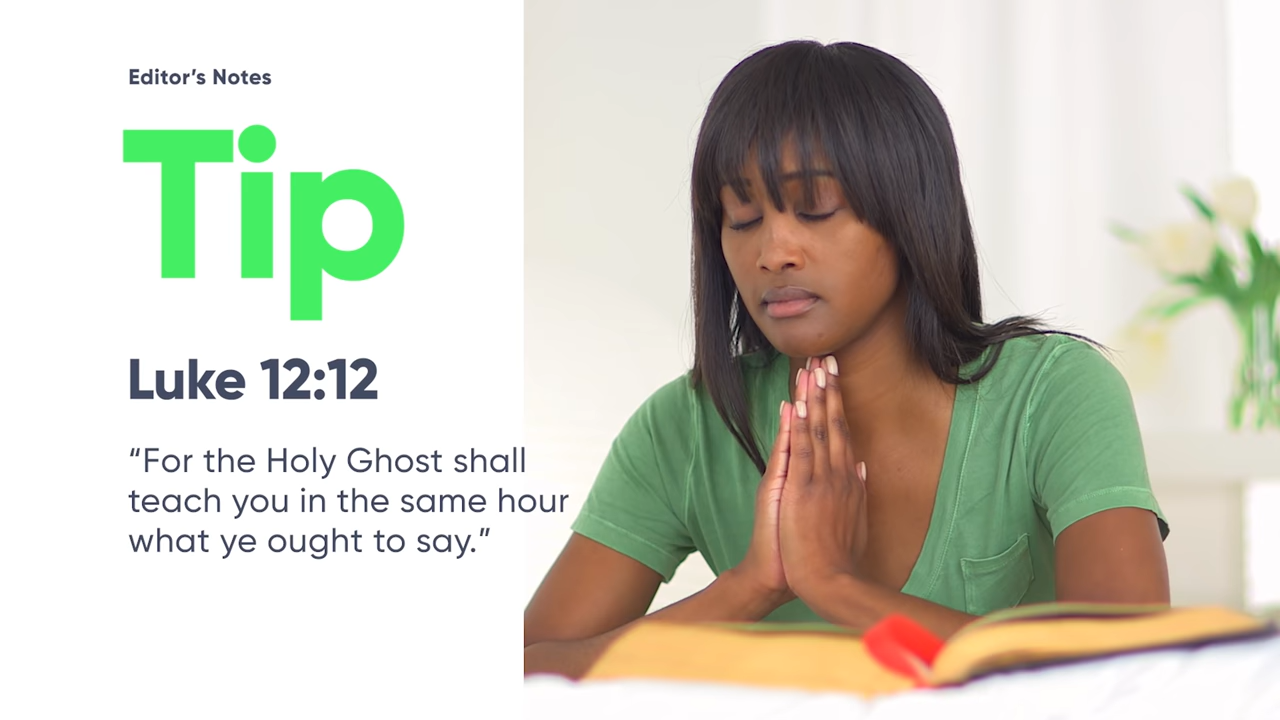 Editor’s Notes
Tip
Luke 12:12
“For the Holy Ghost shall
teach you in the same hour
what ye ought to say.”